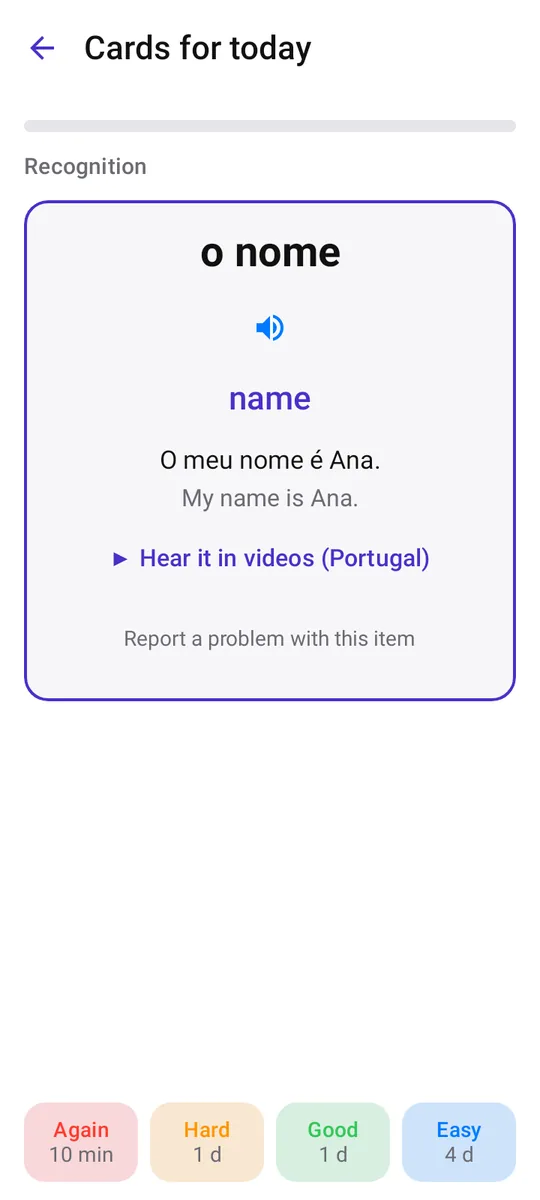 Cards for today
Recognition
o nome
name
O meu nome é Ana.
My name is Ana.
► Hear it in videos (Portugal)
Report a problem with this item
Again Hard Good Easy
10 min 1 d 1 d 4 d